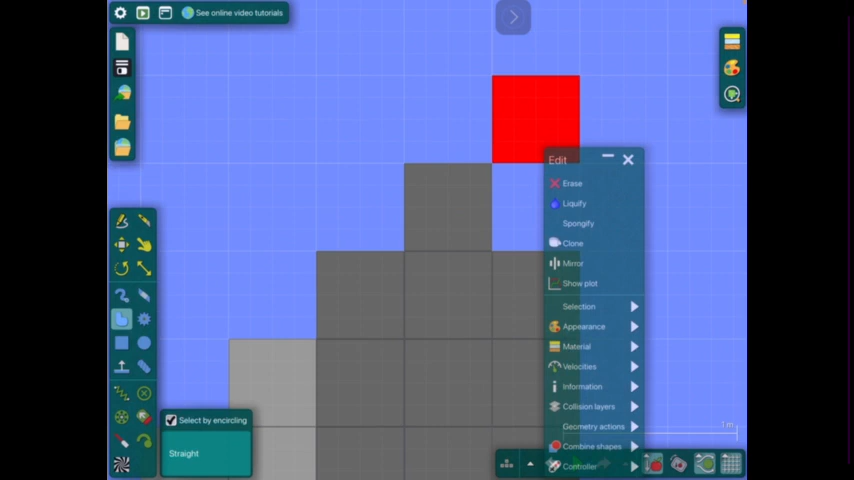 See online video tutorials
Edit
Erase
Liquify
Spongify
Clone
Mirror
Show plot
Selection
Appearance
Material
Velocities
Information
Collision layers
Geometry actions
Combine shapes
Controller
Select by encircling
Straight
1 m